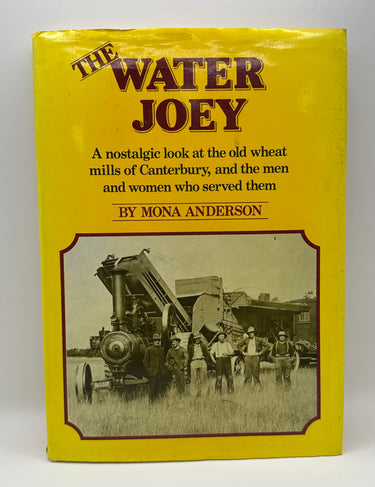 THE
WATER
JOEY
A nostalgic look at the old wheat
mills of Canterbury, and the men
and women who served them
BY MONA ANDERSON